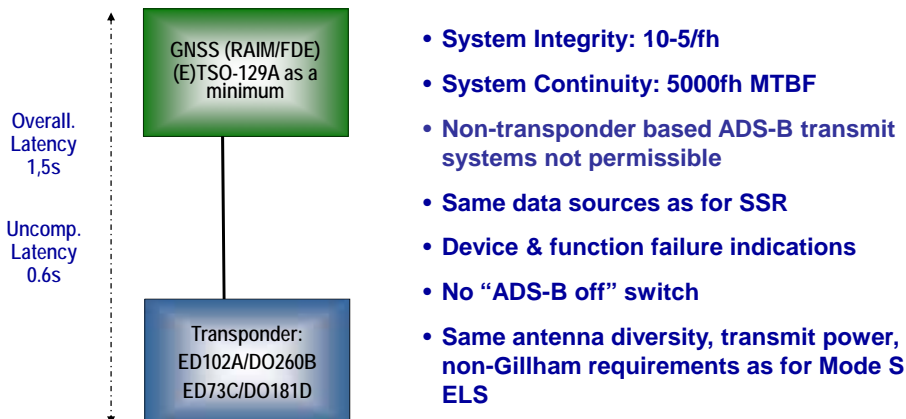 GNSS (RAIM/FDE)
(E)TSO-129A as a
minimum
Overall.
Latency
1,5s
Uncomp.
Latency
0.6s
Transponder:
ED102A/DO260B
ED73C/DO181D
• System Integrity: 10-5/fh
• System Continuity: 5000fh MTBF
• Non-transponder based ADS-B transmit
systems not permissible
• Same data sources as for SSR
• Device & function failure indications
• No “ADS-B off” switch
• Same antenna diversity, transmit power,
non-Gillham requirements as for Mode S
ELS